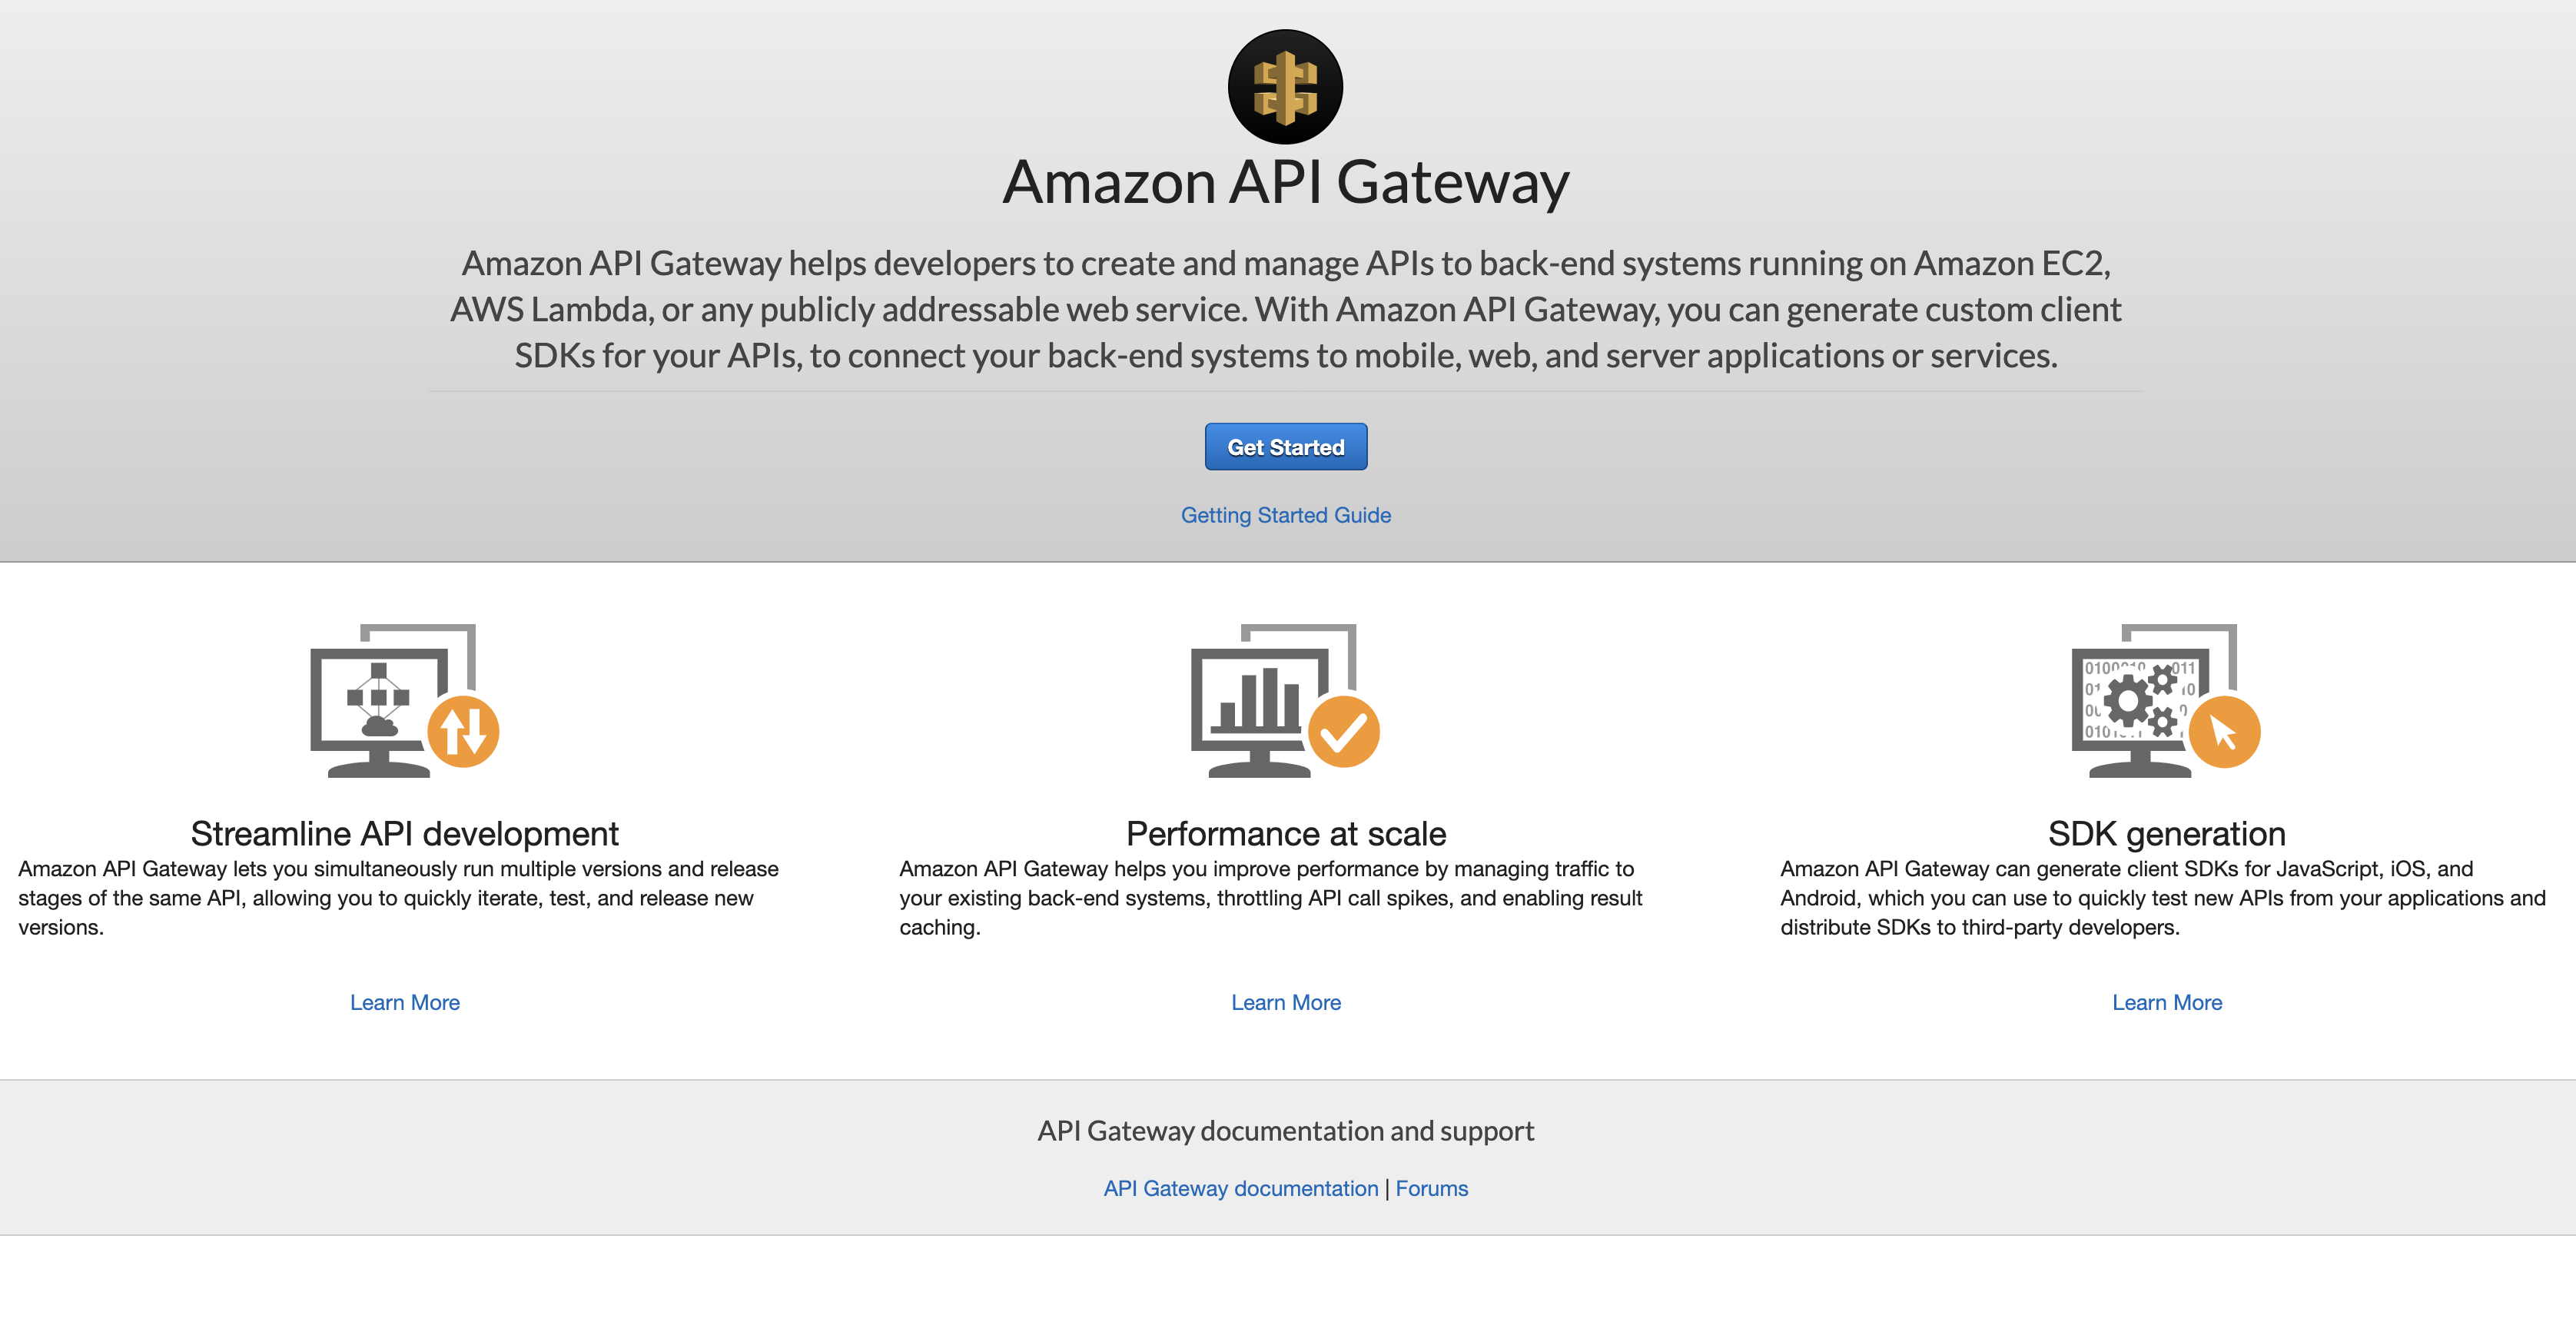 Amazon API Gateway
Amazon API Gateway helps developers to create and manage APIs to back-end systems running on Amazon EC2,
AWS Lambda, or any publicly addressable web service. With Amazon API Gateway, you can generate custom client
SDKs for your APIs, to connect your back-end systems to mobile, web, and server applications or services.
Get Started
Getting Started Guide
Streamline API development
Amazon API Gateway lets you simultaneously run multiple versions and release
stages of the same API, allowing you to quickly iterate, test, and release new
versions.
Learn More
Performance at scale
Amazon API Gateway helps you improve performance by managing traffic to
your existing back-end systems, throttling API call spikes, and enabling result
caching.
Learn More
SDK generation
Amazon API Gateway can generate client SDKs for JavaScript, iOS, and
Android, which you can use to quickly test new APIs from your applications and
distribute SDKs to third-party developers.
Learn More
API Gateway documentation and support
API Gateway documentation | Forums